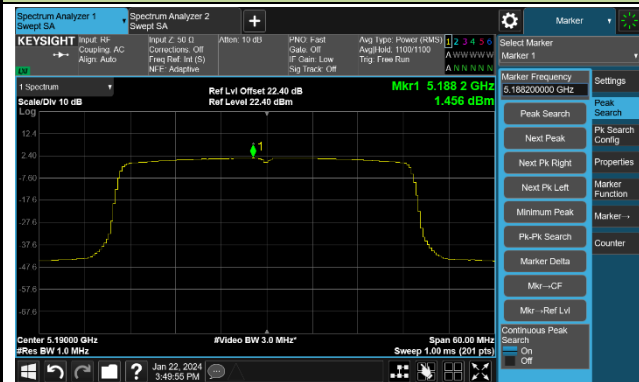 Spectrum Analyzer 1
Swept SA
Spectrum Analyzer 2
Swept SA
+
Marker
KEYSIGHT
Input: RF
Coupling: AC
Align: Auto
Input Z: 50 Ω
Corrections: Off
Freq Ref: Int (S)
NFE: Adaptive
Atten: 10 dB
PNO: Fast
Gate: Off
IF Gain: Low
Sig Track: Off
Avg Type: Power (RMS)
Avg|Hold: 1100/1100
Trig: Free Run
1 2 3 4 5 6
A W W W W W
A N N N N N
Select Marker
Marker 1
1 Spectrum
Scale/Div 10 dB
Log
Ref Lvl Offset 22.40 dB
Ref Level 22.40 dBm
Mkr1 5.188 2 GHz
1.456 dBm
12.4
2.40
-7.60
-17.6
-27.6
-37.6
-47.6
-57.6
-67.6
1
Center 5.19000 GHz
#Res BW 1.0 MHz
#Video BW 3.0 MHz*
Span 60.00 MHz
Sweep 1.00 ms (201 pts)
Marker Frequency
5.188200000 GHz
Peak Search
Next Peak
Next Pk Right
Next Pk Left
Minimum Peak
Pk-Pk Search
Marker Delta
Mkr→CF
Mkr→Ref Lvl
Continuous Peak
Search
On
Off
Settings
Peak
Search
Pk Search
Config
Properties
Marker
Function
Marker→
Counter
Jan 22, 2024
3:49:55 PM